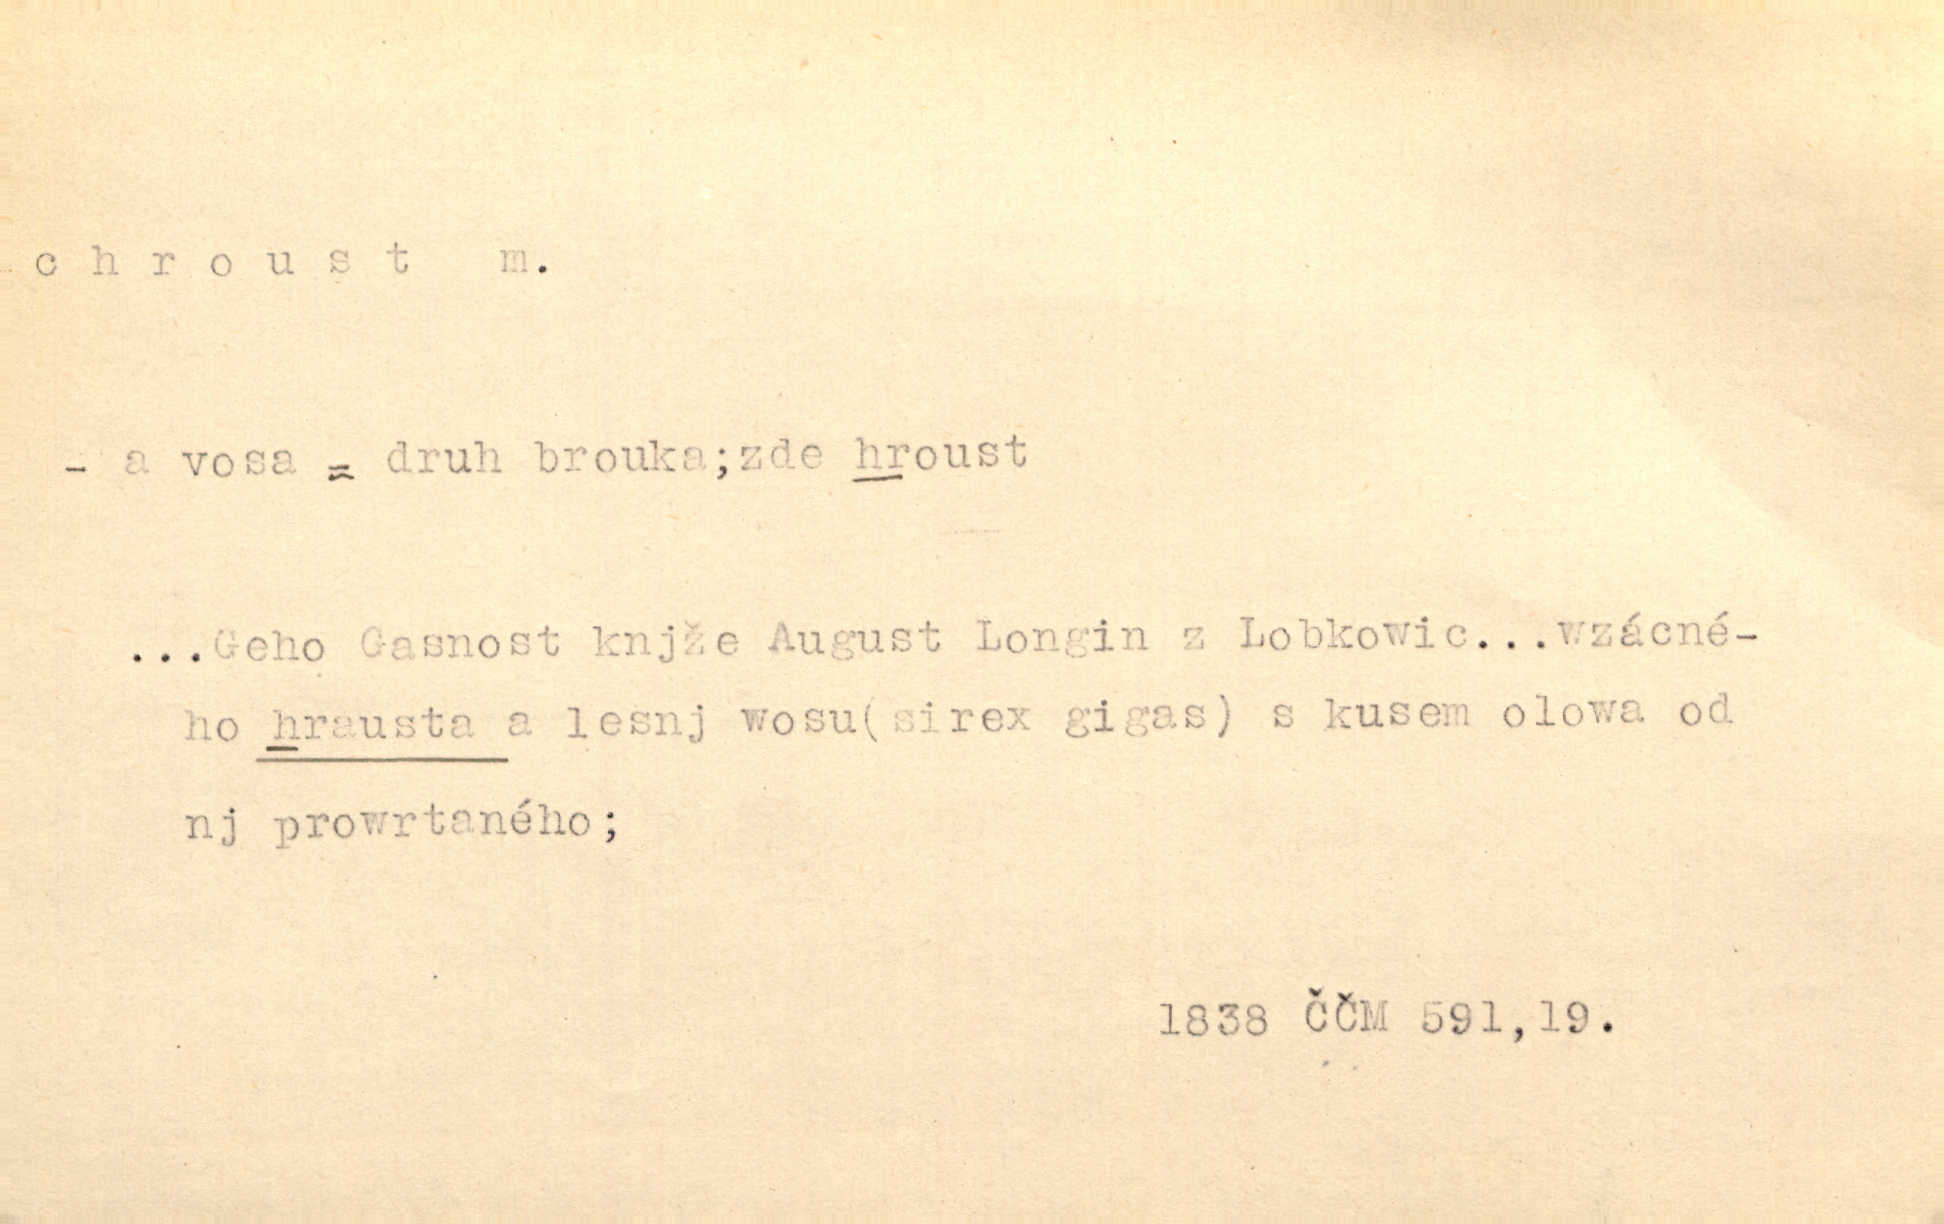 c h r o u s t  m.
- a vosa = druh brouka;zde hroust
...Geho Gasnost knjže August Longin z Lobkowic...wzácné-
ho hrausta a lesnj wosu(sirex gigas) s kusem olowa od
nj prowrtaného;
1838 ČČM 591,19.